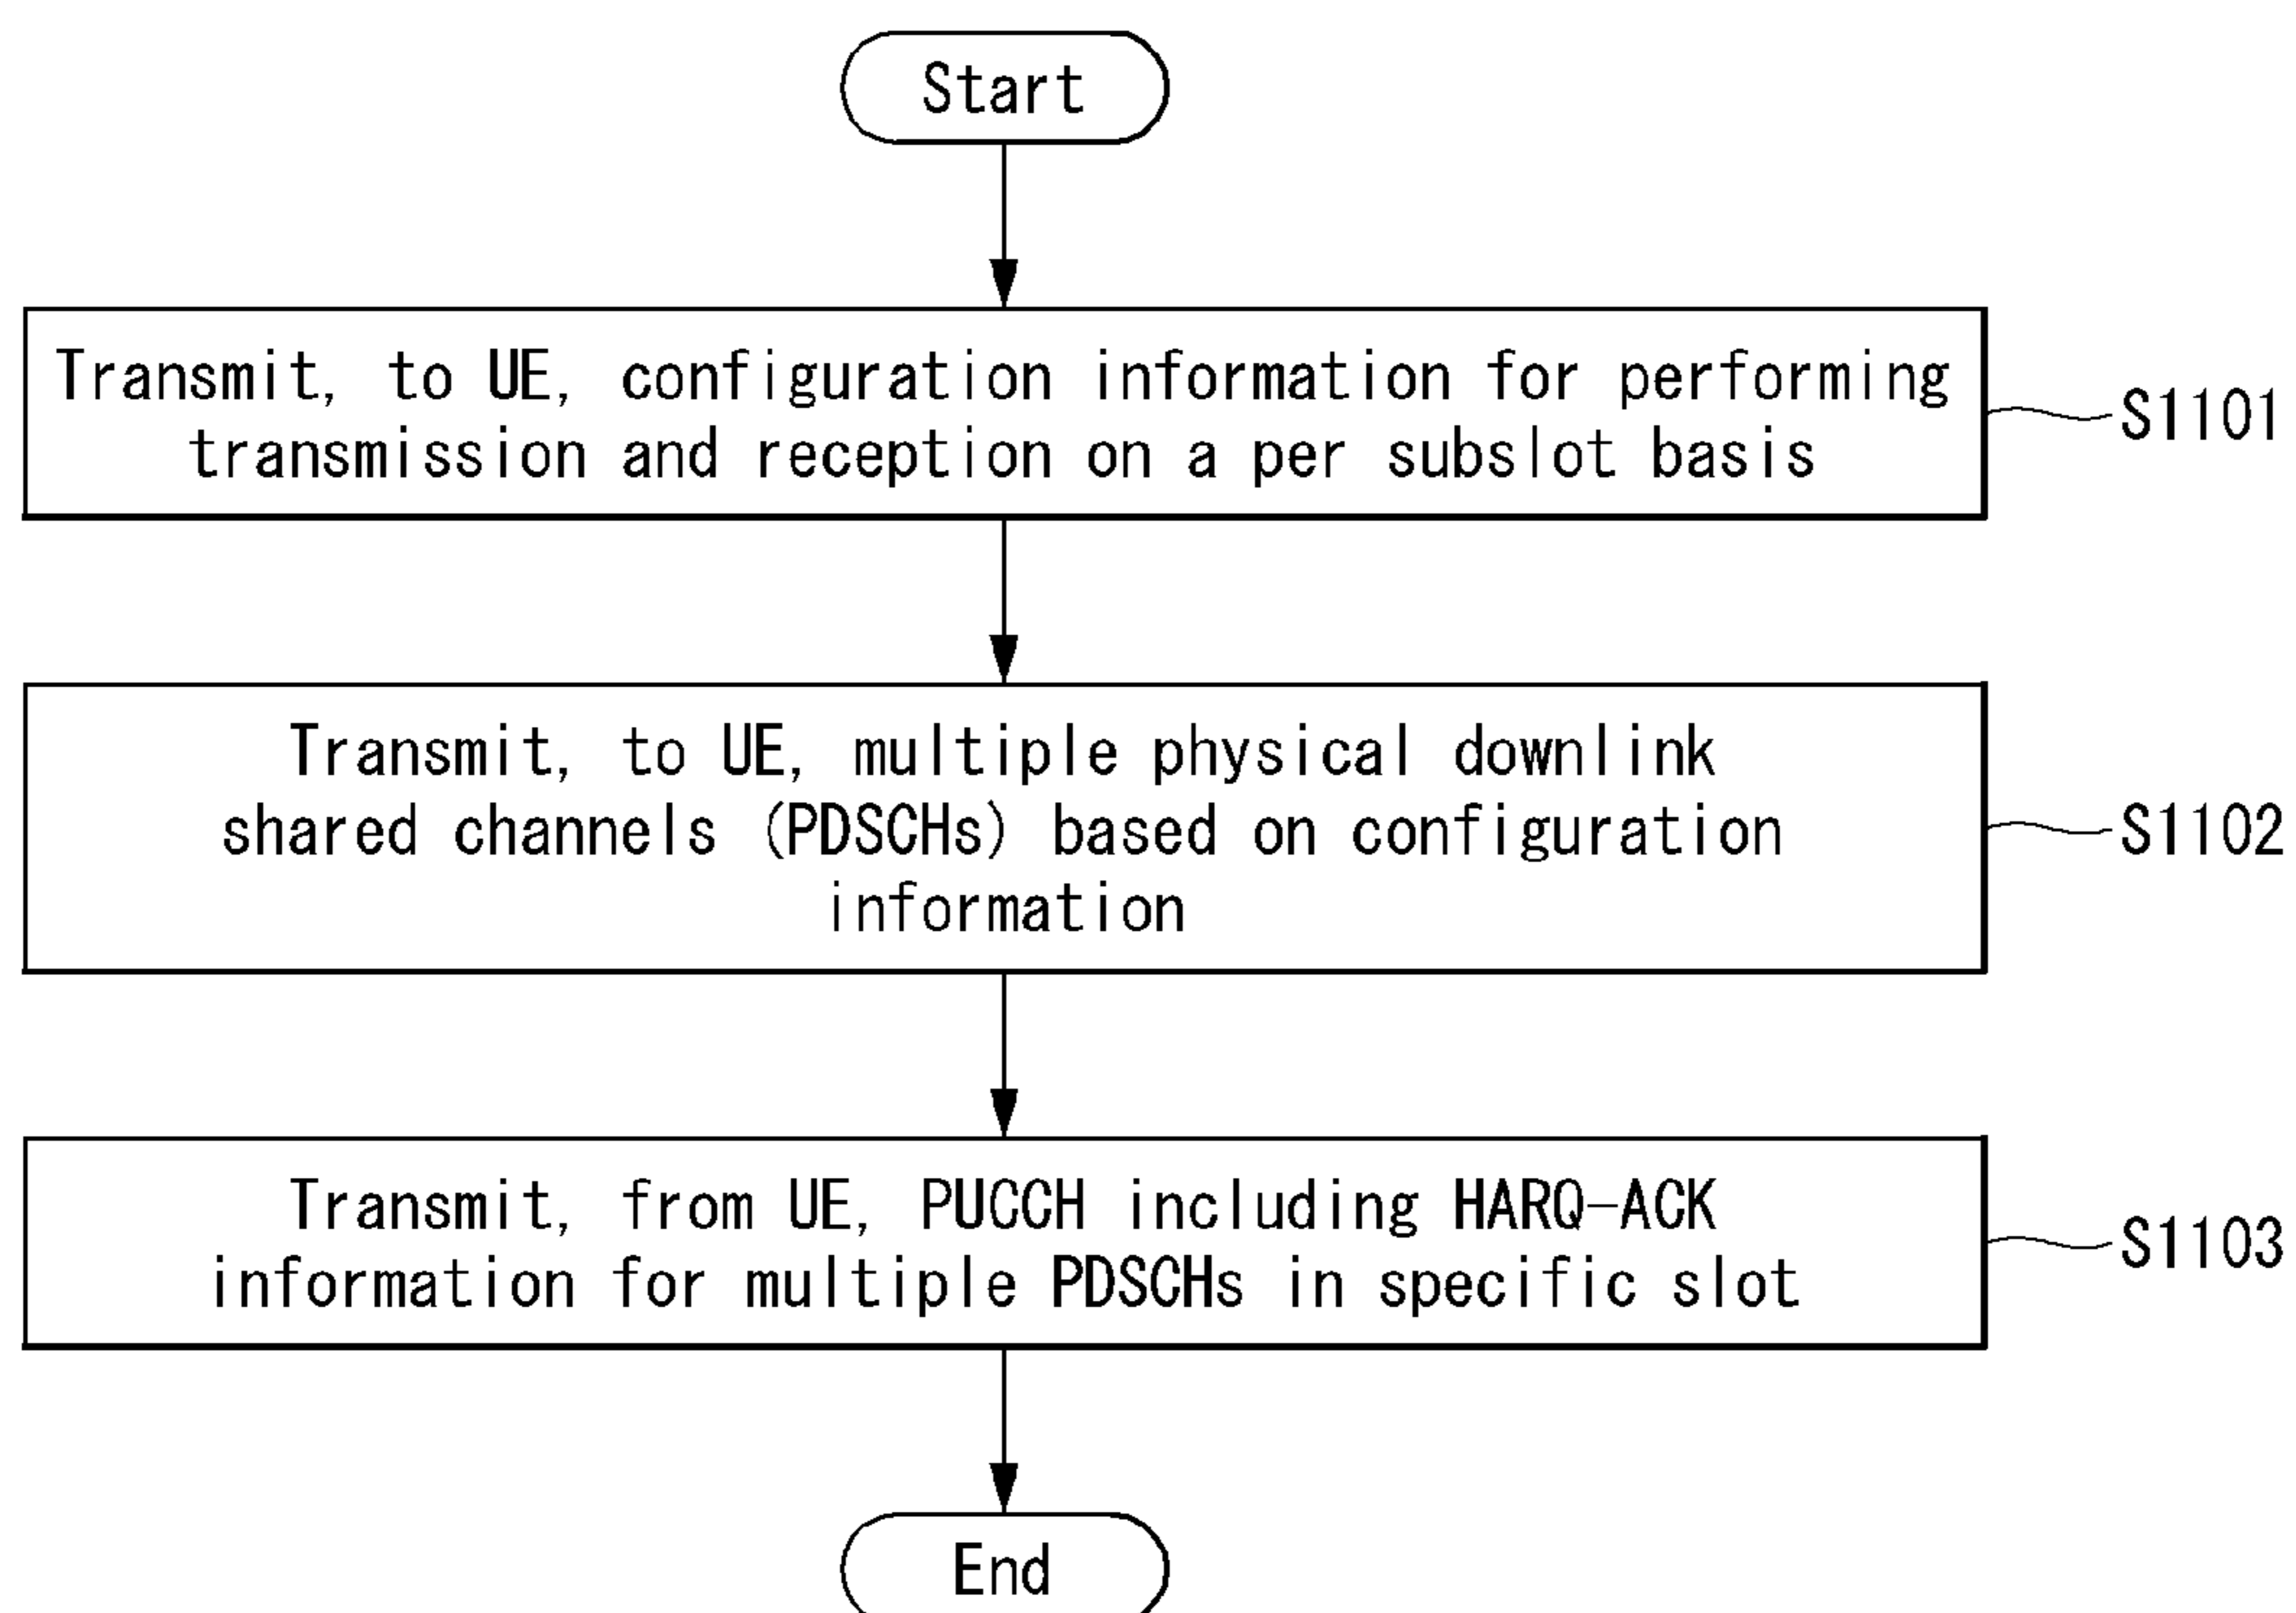 Start
Transmit, to UE, configuration information for performing
transmission and reception on a per subslot basis
S1101
Transmit, to UE, multiple physical downlink
shared channels (PDSCHs) based on configuration
information
S1102
Transmit, from UE, PUCCH including HARQ-ACK
information for multiple PDSCHs in specific slot
S1103
End